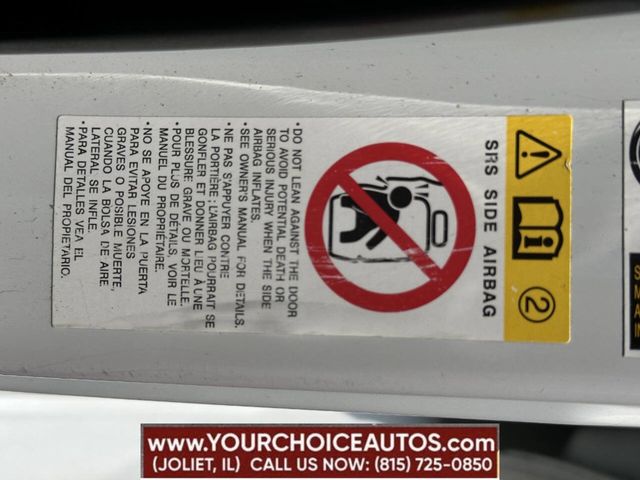 ②
SRS SIDE AIRBAG
• DO NOT LEAN AGAINST THE DOOR
TO AVOID POTENTIAL DEATH OR
SERIOUS INJURY WHEN THE SIDE
AIRBAG INFLATES.
• SEE OWNER'S MANUAL FOR DETAILS.
• NE PAS S'APPUYER CONTRE
LA PORTIÈRE : L'AIRBAG POURRAIT SE
GONFLER ET DONNER LIEU À UNE
BLESSURE GRAVE OU MORTELLE.
• POUR PLUS DE DÉTAILS, VOIR LE
MANUEL DU PROPRIÉTAIRE.
• NO SE APOYE EN LA PUERTA
PARA EVITAR LESIONES
GRAVES O POSIBLE MUERTE,
CUANDO LA BOLSA DE AIRE
LATERAL SE INFLE.
• PARA DETALLES VEA EL
MANUAL DEL PROPIETARIO.
WWW.YOURCHOICEAUTOS.COM
(JOLIET, IL) CALL US NOW: (815) 725-0850